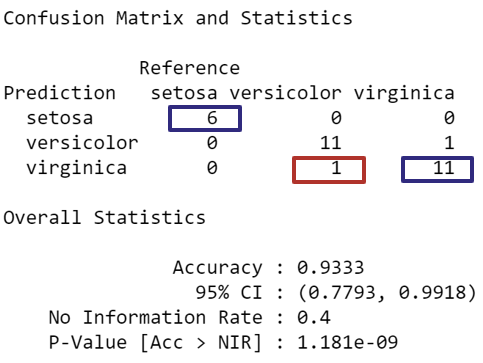 Confusion Matrix and Statistics
Reference
Prediction setosa versicolor virginica
setosa 6 0 0
versicolor 0 11 1
virginica 0 1 11
Overall Statistics
Accuracy : 0.9333
95% CI : (0.7793, 0.9918)
No Information Rate : 0.4
P-Value [Acc > NIR] : 1.181e-09